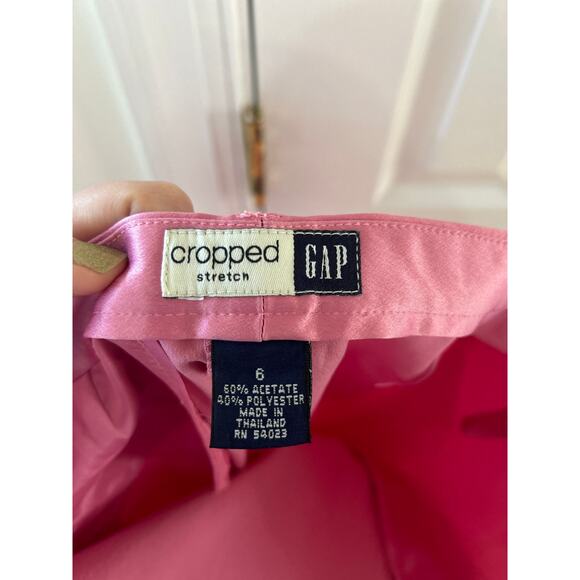 cropped
stretch
GAP
6
60% ACETATE
40% POLYESTER
MADE IN
THAILAND
RN 54023